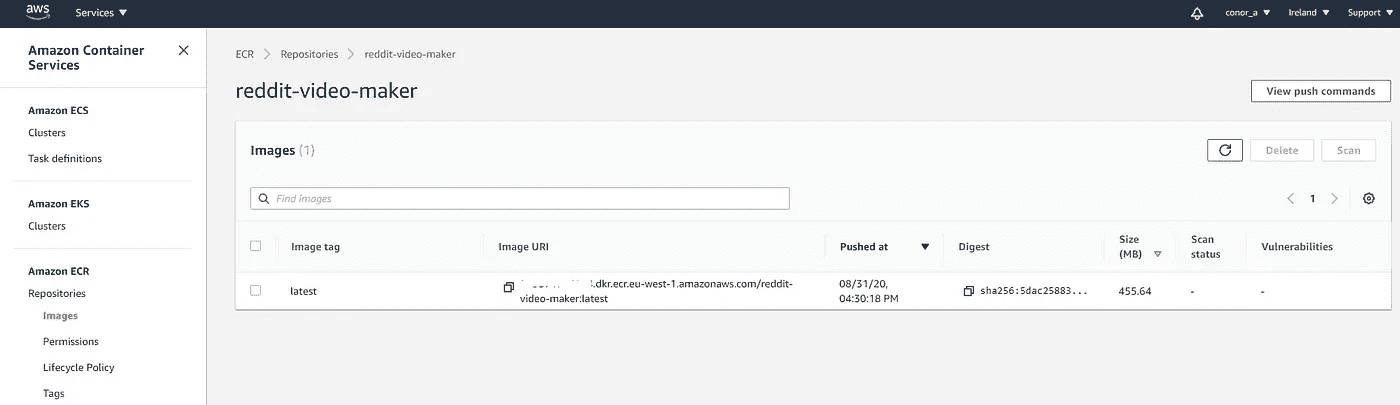 aws
Services
conor_a
Ireland
Support
Amazon Container
Services
Amazon ECS
Clusters
Task definitions
Amazon EKS
Clusters
Amazon ECR
Repositories
Images
Permissions
Lifecycle Policy
Tags
ECR
Repositories
reddit-video-maker
reddit-video-maker
View push commands
Images (1)
Delete
Scan
Find images
1
Image tag
Image URI
Pushed at
Digest
Size
(MB)
Scan
status
Vulnerabilities
latest
.dkr.ecr.eu-west-1.amazonaws.com/reddit-
video-maker:latest
08/31/20,
04:30:18 PM
sha256:5dac25883...
455.64
-
-